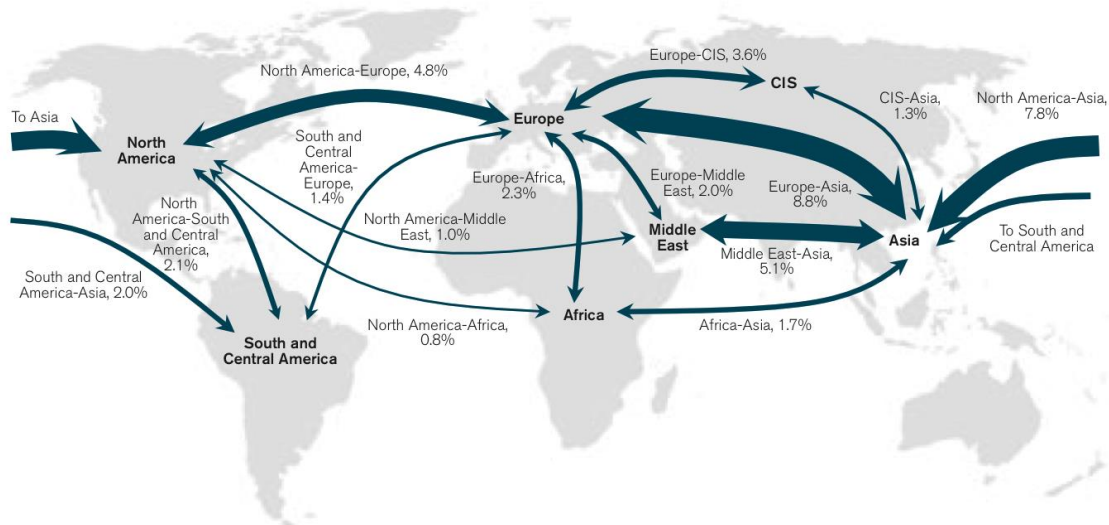 North America-Europe, 4.8%
To Asia
North
America
South and
Central
America-
Europe,
1.4%
North
America-South
and Central
America,
2.1%
South and Central
America-Asia, 2.0%
South and
Central America
North America-Middle
East, 1.0%
North America-Africa,
0.8%
Europe
Europe-CIS, 3.6%
CIS
Europe-Africa,
2.3%
Europe-Middle
East, 2.0%
Middle
East
Africa
Africa-Asia, 1.7%
Europe-Asia,
8.8%
Middle East-Asia,
5.1%
CIS-Asia,
1.3%
North America-Asia,
7.8%
Asia
To South and
Central America